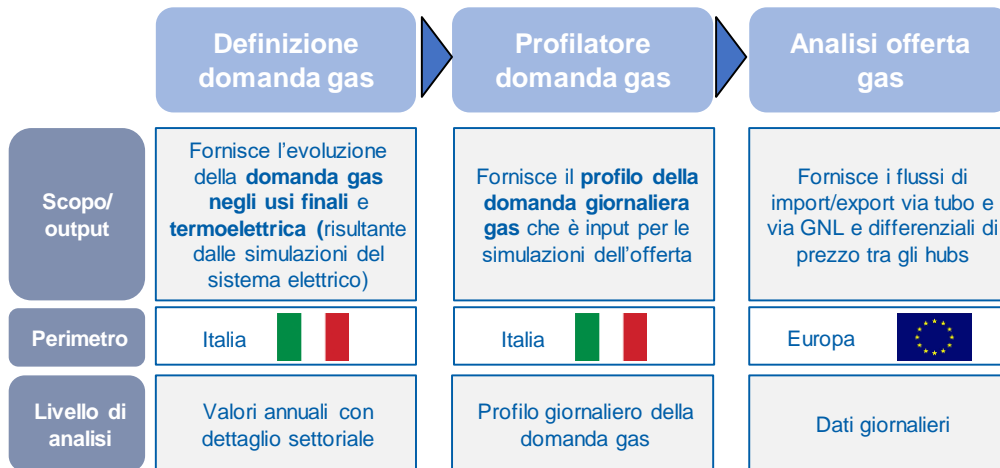 Definizione
domanda gas
Profilatore
domanda gas
Analisi offerta
gas
Scopo/
output
Fornisce l'evoluzione
della domanda gas
negli usi finali e
termoelettrica (risultante
dalle simulazioni del
sistema elettrico)
Fornisce il profilo della
domanda giornaliera
gas che è input per le
simulazioni dell'offerta
Fornisce i flussi di
import/export via tubo e
via GNL e differenziali di
prezzo tra gli hubs
Perimetro
Italia
Italia
Europa
Livello di
analisi
Valori annuali con
dettaglio settoriale
Profilo giornaliero della
domanda gas
Dati giornalieri